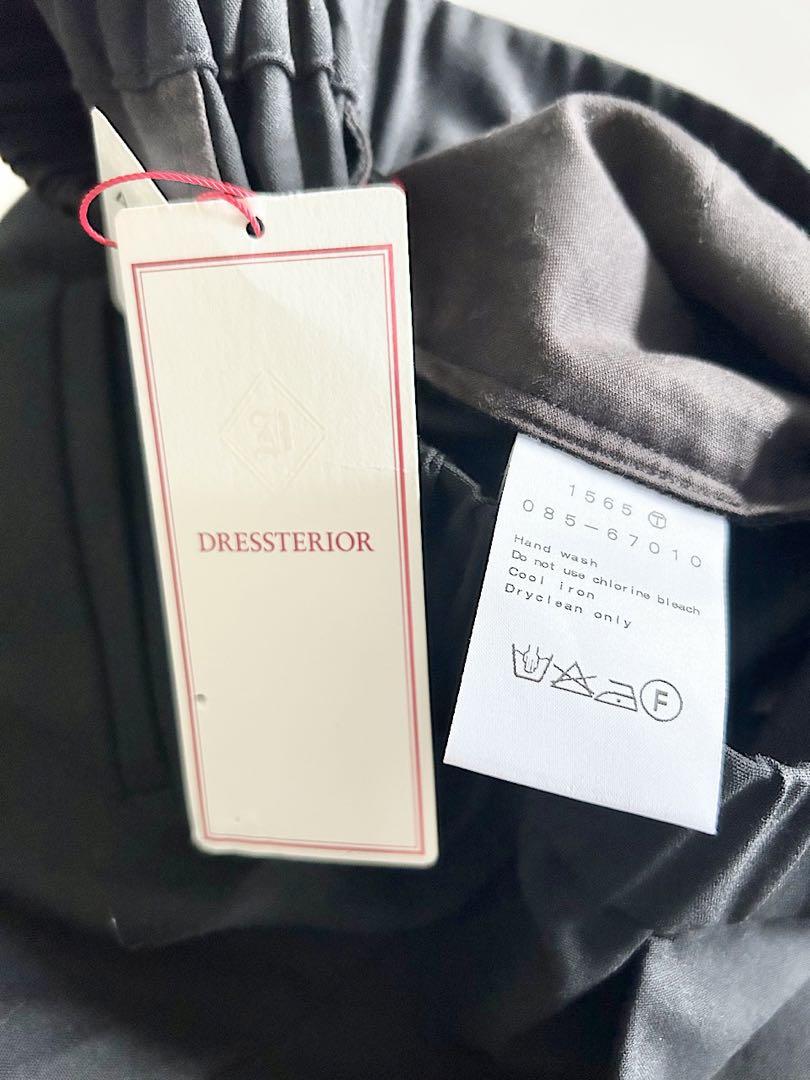 D
DRESSTERIOR
1565 Ⓣ
085-67010
Hand wash
Do not use chlorine bleach
Cool iron
Dryclean only
F